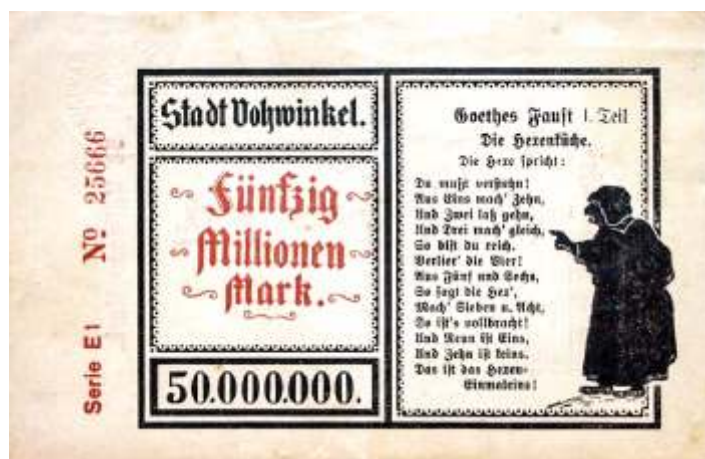 Serie E1 Nº 25666
Stadt Vohwinkel.
Fünfzig
Millionen
Mark.
50.000.000.
Goethes Faust I. Teil
Die Hexenküche.
Die Hexe spricht:
Du mußt verstehn!
Aus Eins mach' Zehn,
Und Zwei laß gehn,
Und Drei mach' gleich,
So bist du reich.
Verlier' die Vier!
Aus Fünf und Sechs,
So sagt die Hex',
Mach' Sieben u. Acht,
So ist's vollbracht!
Und Neun ist Eins,
Und Zehn ist keins.
Das ist das Hexen-
Einmaleins!